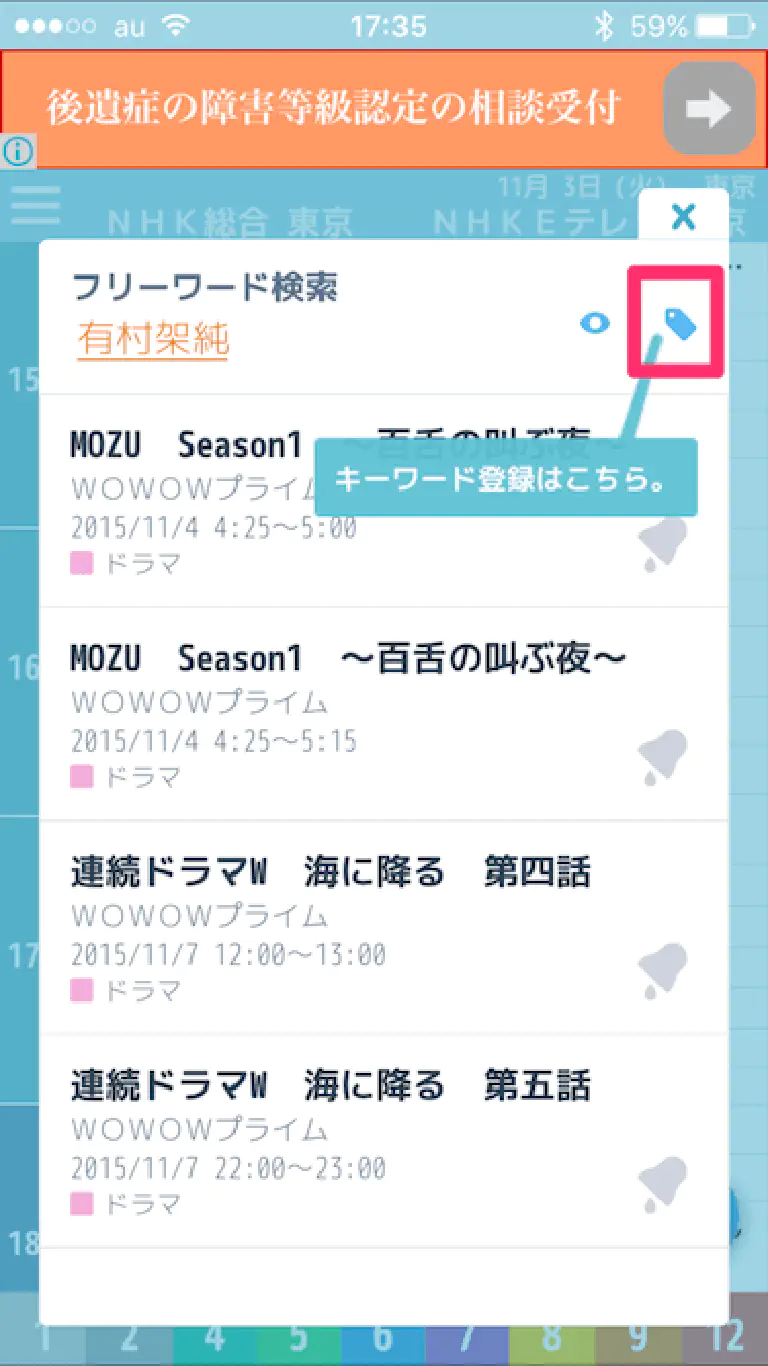 au 17:35 59%
後遺症の障害等級認定の相談受付
11月 3日 (火) 東京
NHK総合 東京 NHKEテレ 京
フリーワード検索
有村架純
15
MOZU Season1 ～百舌の叫ぶ夜～
キーワード登録はこちら。
WOWOWプライム
2015/11/4 4:25～5:00
ドラマ
16
MOZU Season1 ～百舌の叫ぶ夜～
WOWOWプライム
2015/11/4 4:25～5:15
ドラマ
連続ドラマW 海に降る 第四話
WOWOWプライム
17
2015/11/7 12:00～13:00
ドラマ
連続ドラマW 海に降る 第五話
WOWOWプライム
2015/11/7 22:00～23:00
ドラマ
18
1 2 4 5 6 7 8 9 12